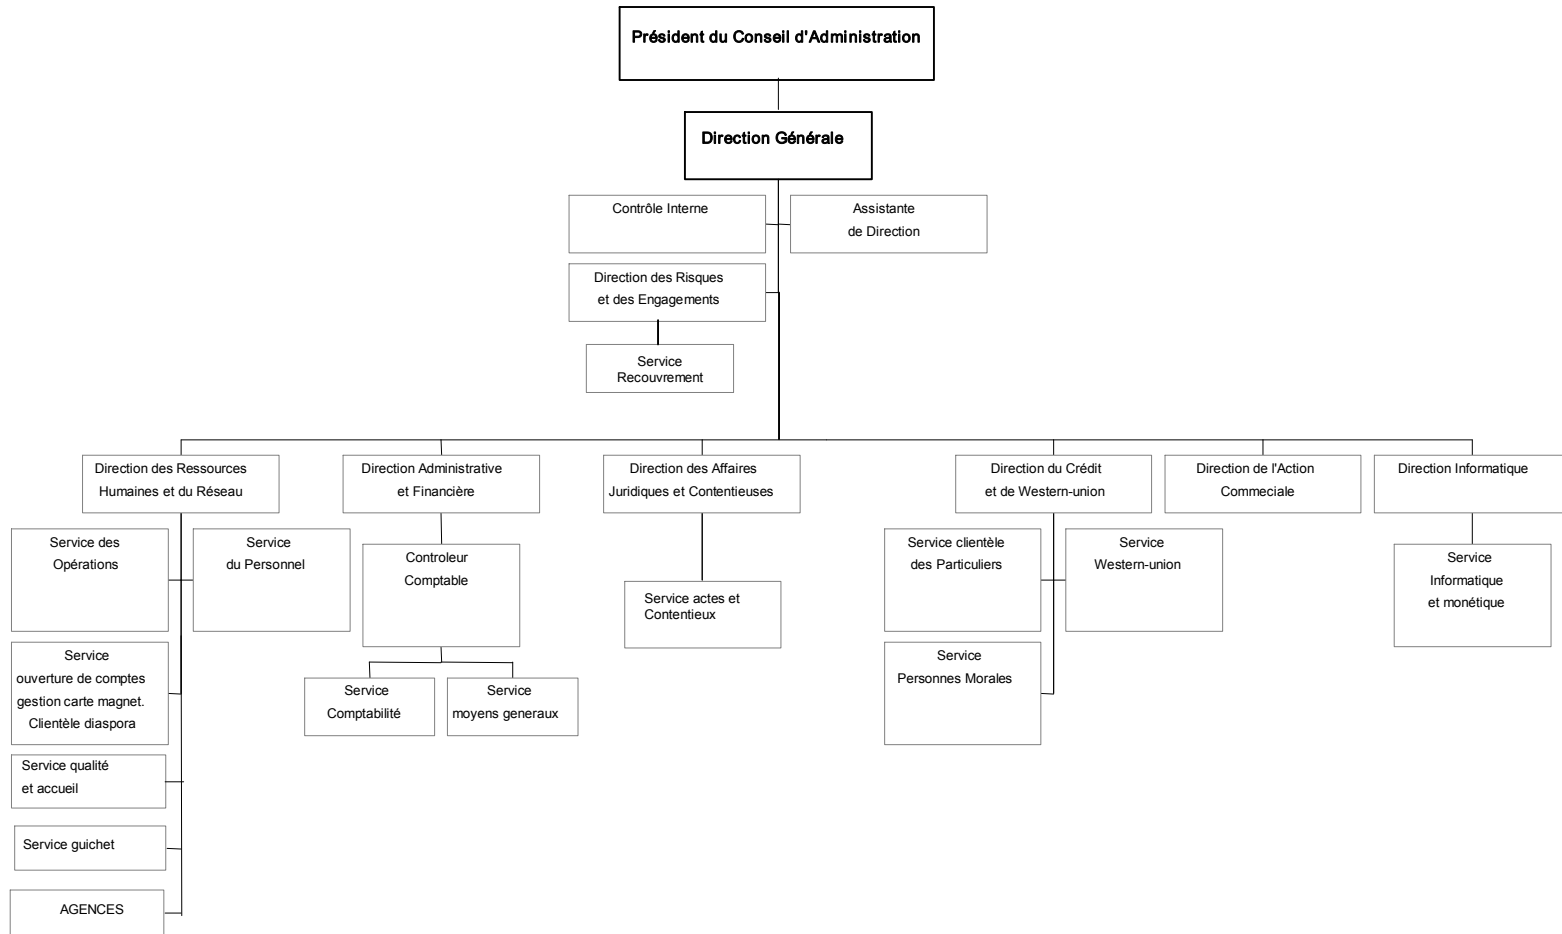 Président du Conseil d'Administration
Direction Générale
Contrôle Interne
Assistante
de Direction
Direction des Risques
et des Engagements
Service
Recouvrement
Direction des Ressources
Humaines et du Réseau
Direction Administrative
et Financière
Direction des Affaires
Juridiques et Contentieuses
Direction du Crédit
et de Western-union
Direction de l'Action
Commeciale
Direction Informatique
Service des
Opérations
Service
du Personnel
Controleur
Comptable
Service actes et
Contentieux
Service clientèle
des Particuliers
Service
Western-union
Service
Informatique
et monétique
Service
ouverture de comptes
gestion carte magnet.
Clientèle diaspora
Service
Comptabilité
Service
moyens generaux
Service
Personnes Morales
Service qualité
et accueil
Service guichet
AGENCES